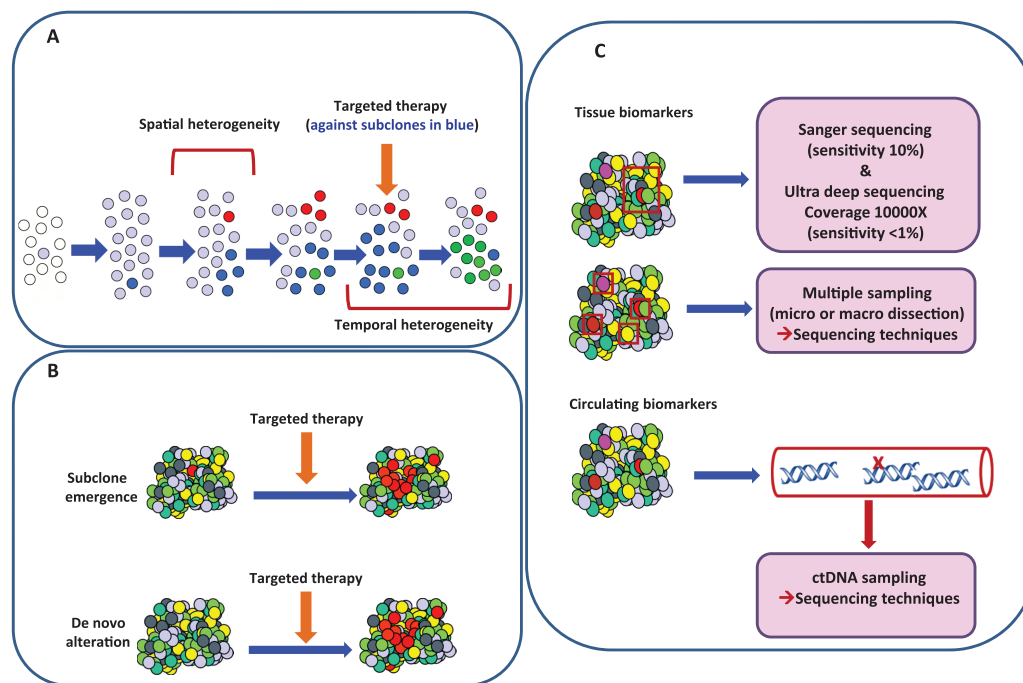 A
Targeted therapy
(against subclones in blue)
Spatial heterogeneity
Temporal heterogeneity
B
Targeted therapy
Subclone
emergence
Targeted therapy
De novo
alteration
C
Tissue biomarkers
Sanger sequencing
(sensitivity 10%)
&
Ultra deep sequencing
Coverage 10000X
(sensitivity <1%)
Multiple sampling
(micro or macro dissection)
→Sequencing techniques
Circulating biomarkers
X
ctDNA sampling
→Sequencing techniques